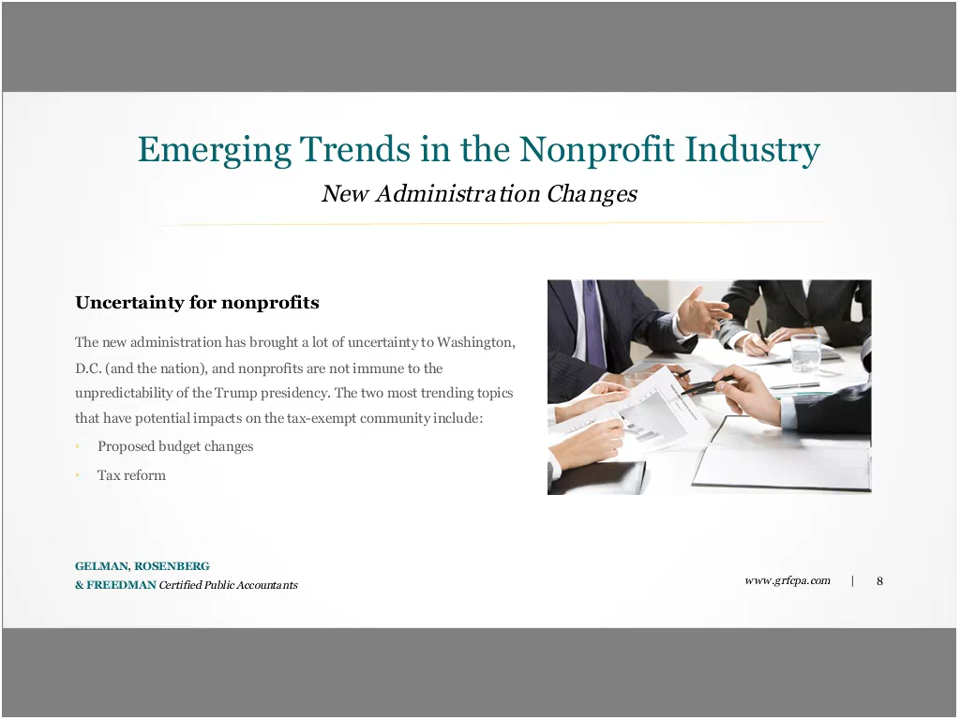 Emerging Trends in the Nonprofit Industry
New Administration Changes
Uncertainty for nonprofits
The new administration has brought a lot of uncertainty to Washington,
D.C. (and the nation), and nonprofits are not immune to the
unpredictability of the Trump presidency. The two most trending topics
that have potential impacts on the tax-exempt community include:
• Proposed budget changes
• Tax reform
GELMAN, ROSENBERG
& FREEDMAN Certified Public Accountants
www.grfcpa.com | 8